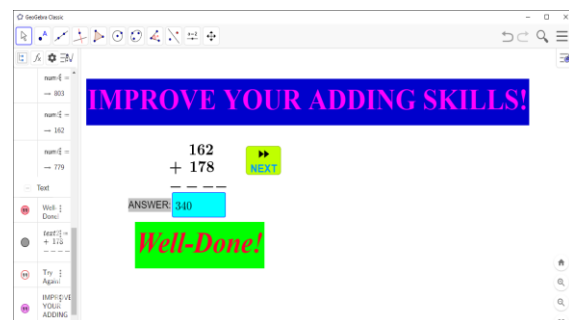 GeoGebra Classic
num
→ 803
num
→ 162
num
→ 779
Text
Well-
Done!
text
+ 178
Try
Again!
IMPROVE
YOUR
ADDING
IMPROVE YOUR ADDING SKILLS!
162
+ 178
– – – –
NEXT
ANSWER: 340
Well-Done!